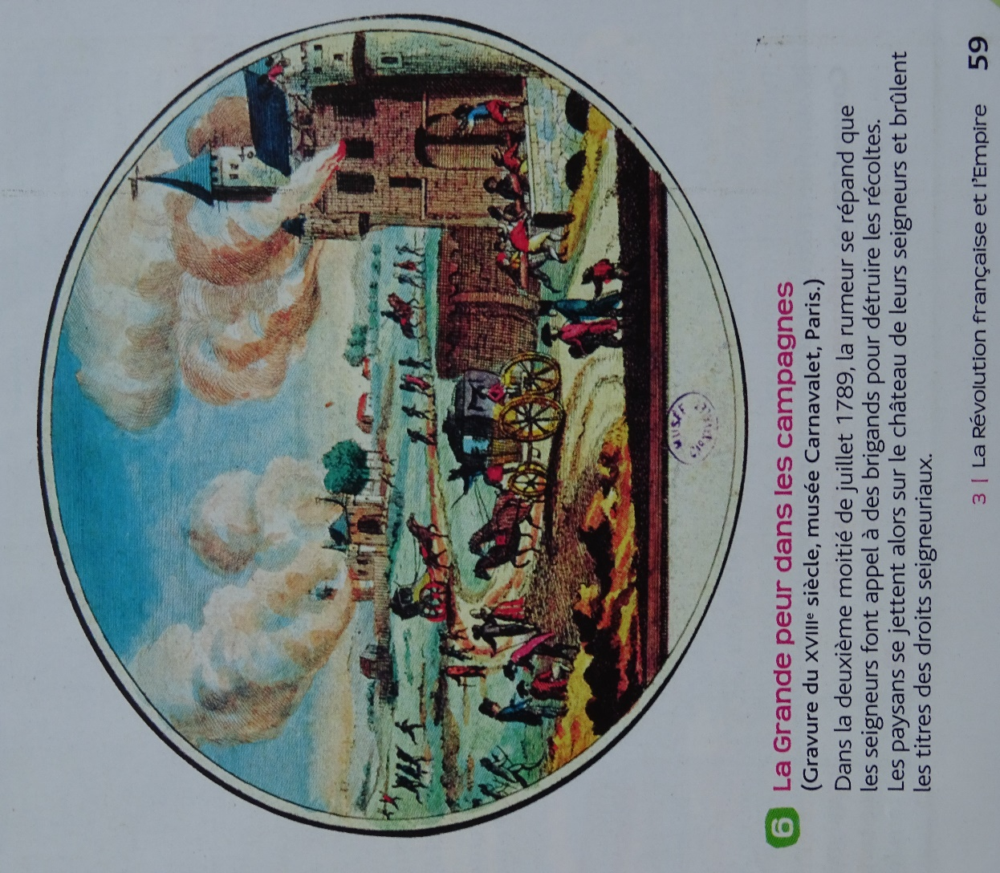 6 La Grande peur dans les campagnes
(Gravure du XVIIIᵉ siècle, musée Carnavalet, Paris.)
Dans la deuxième moitié de juillet 1789, la rumeur se répand que
les seigneurs font appel à des brigands pour détruire les récoltes.
Les paysans se jettent alors sur le château de leurs seigneurs et brûlent
les titres des droits seigneuriaux.
3 | La Révolution française et l'Empire 59
MUSÉE